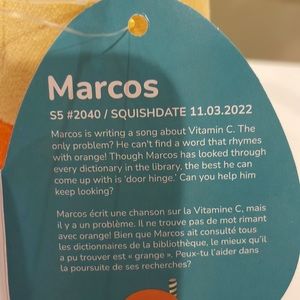 Marcos
S5 #2040 / SQUISHDATE 11.03.2022
Marcos is writing a song about Vitamin C. The
only problem? He can't find a word that rhymes
with orange! Though Marcos has looked through
every dictionary in the library, the best he can
come up with is 'door hinge.' Can you help him
keep looking?
Marcos écrit une chanson sur la Vitamine C, mais
il y a un problème. Il ne trouve pas de mot rimant
avec orange! Bien que Marcos ait consulté tous
les dictionnaires de la bibliothèque, le mieux qu'il
a pu trouver est « grange ». Peux-tu l'aider dans
la poursuite de ses recherches?